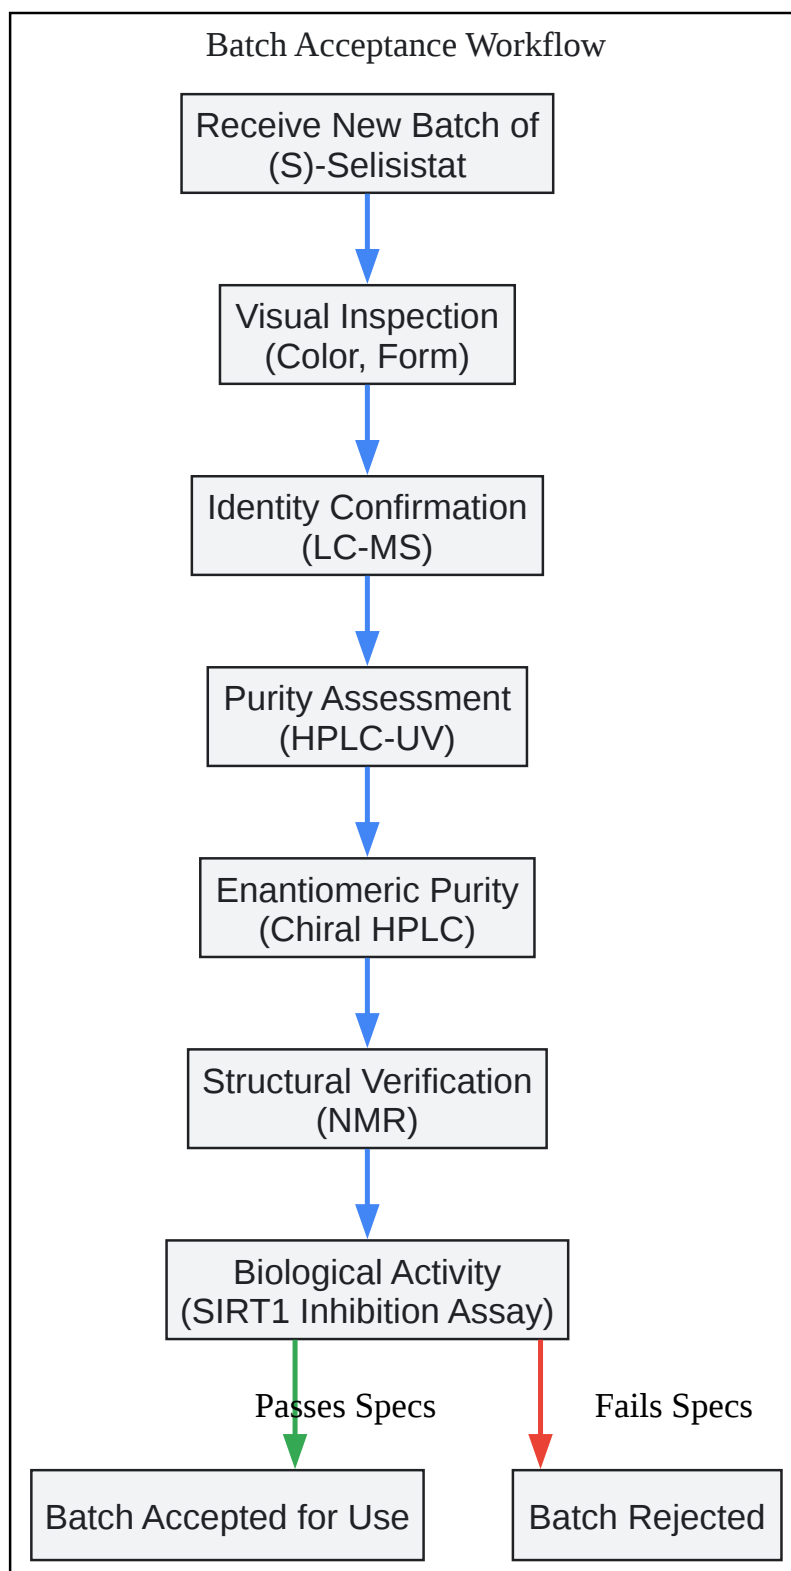 Batch Acceptance Workflow
Receive New Batch of
(S)-Selisistat
Visual Inspection
(Color, Form)
Identity Confirmation
(LC-MS)
Purity Assessment
(HPLC-UV)
Enantiomeric Purity
(Chiral HPLC)
Structural Verification
(NMR)
Biological Activity
(SIRT1 Inhibition Assay)
Passes Specs
Fails Specs
Batch Accepted for Use
Batch Rejected